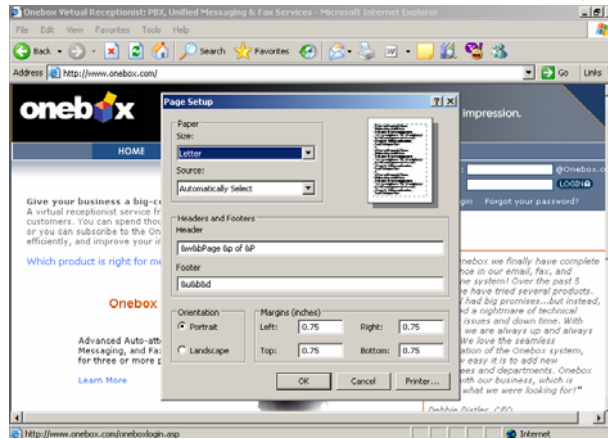 Onebox Virtual Receptionist: PBX, Unified Messaging & Fax Services - Microsoft Internet Explorer
File Edit View Favorites Tools Help
Back Search Favorites
Address http://www.onebox.com/ Go Links
onebox
impression.
HOME
@Onebox.c
LOGIN
gin Forgot your password?
Page Setup
Paper
Size:
Letter
Source:
Automatically Select
Headers and Footers
Header
&w&bPage &p of &P
Footer
&u&b&d
Orientation
Portrait
Landscape
Margins (inches)
Left: 0.75 Right: 0.75
Top: 0.75 Bottom: 0.75
OK Cancel Printer...
Give your business a big-c
A virtual receptionist service fr
customers. You can spend thou
or you can subscribe to the On
efficiently, and improve your ir
Which product is right for m
Onebox
Advanced Auto-att
Messaging, and Fa
for three or more p
Learn More
nebox we finally have complete
nce in our email, fax, and
ne system! Over the past 5
e have tried several products.
had big promises...but instead,
d a nightmare of technical
issues and down time. With
we are always up and always
We love the seamless
ation of the Onebox system,
easy it is to add new
ees and departments. Onebox
with our business, which is
what we were looking for!"
Debbie Distler, CEO
http://www.onebox.com/oneboxlogin.asp Internet